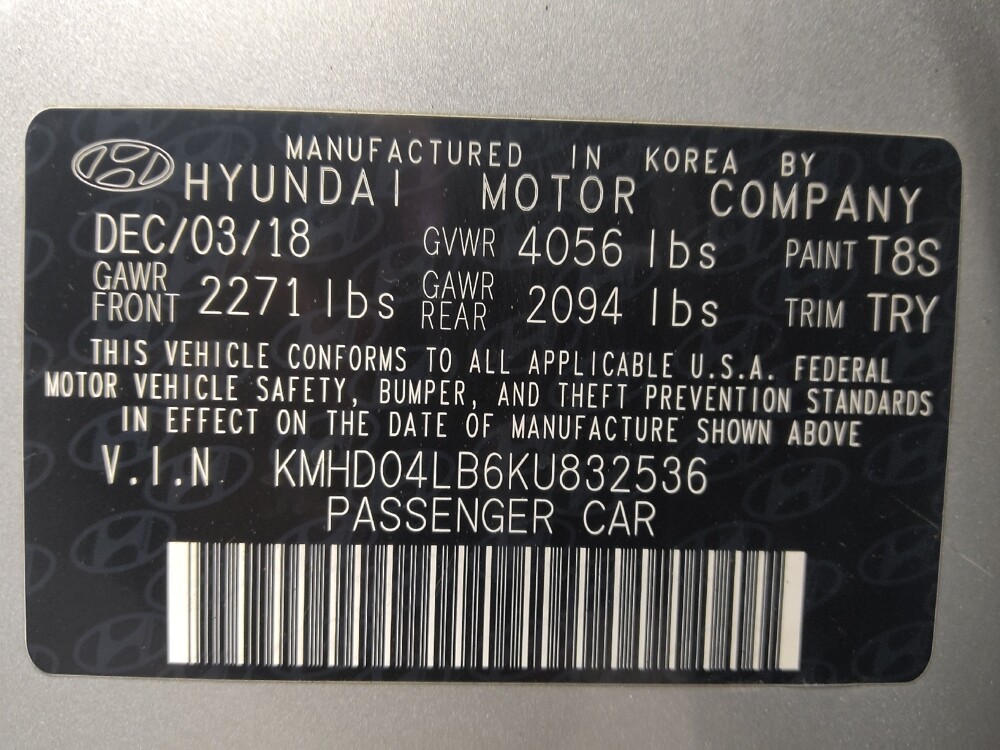 MANUFACTURED IN KOREA BY
HYUNDAI MOTOR COMPANY
DEC/03/18 GVWR 4056 lbs PAINT T8S
GAWR FRONT 2271 lbs GAWR REAR 2094 lbs TRIM TRY
THIS VEHICLE CONFORMS TO ALL APPLICABLE U.S.A. FEDERAL
MOTOR VEHICLE SAFETY, BUMPER, AND THEFT PREVENTION STANDARDS
IN EFFECT ON THE DATE OF MANUFACTURE SHOWN ABOVE
V.I.N KMHD04LB6KU832536
PASSENGER CAR